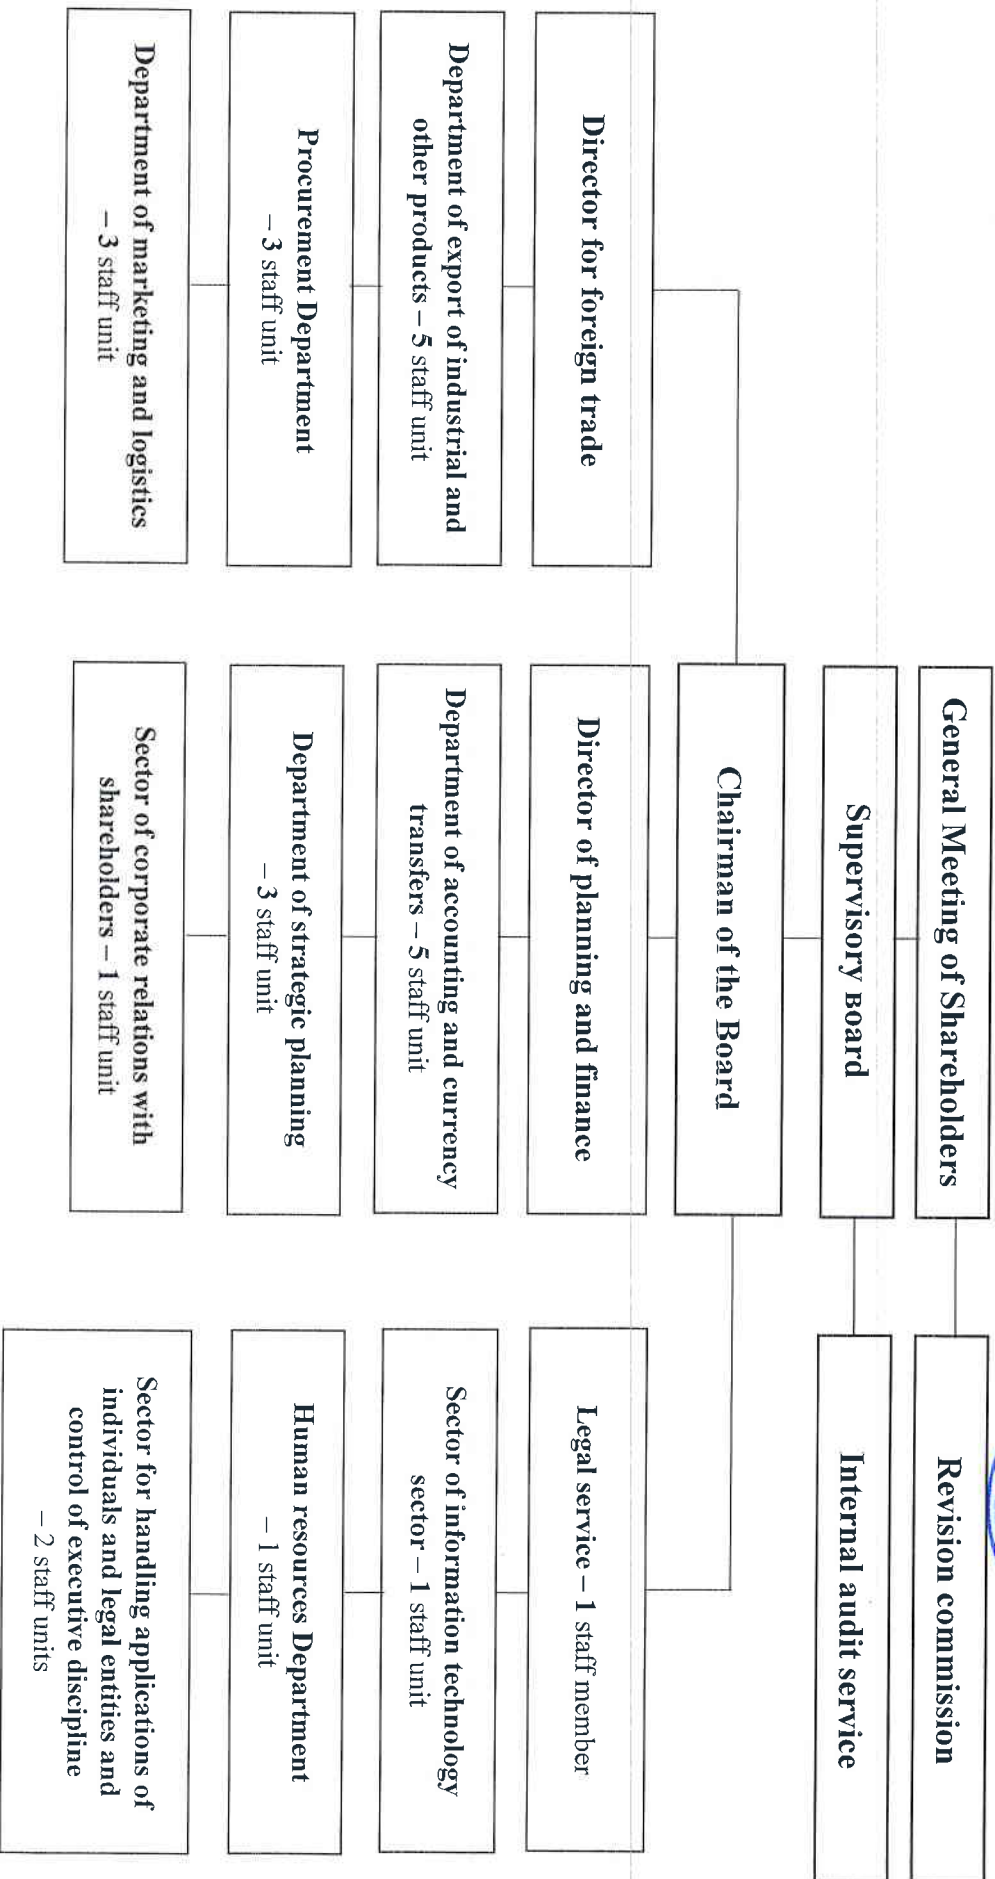 General Meeting of Shareholders
Revision commission
Supervisory вoard
Internal audit service
Chairman of the Board
Director for foreign trade
Department of export of industrial and
other products – 5 staff unit
Procurement Department
– 3 staff unit
Department of marketing and logistics
– 3 staff unit
Director of planning and finance
Department of accounting and currency
transfers – 5 staff unit
Department of strategic planning
– 3 staff unit
Sector of corporate relations with
shareholders – 1 staff unit
Legal service – 1 staff member
Sector of information technology
sector – 1 staff unit
Human resources Department
– 1 staff unit
Sector for handling applications of
individuals and legal entities and
control of executive discipline
– 2 staff units